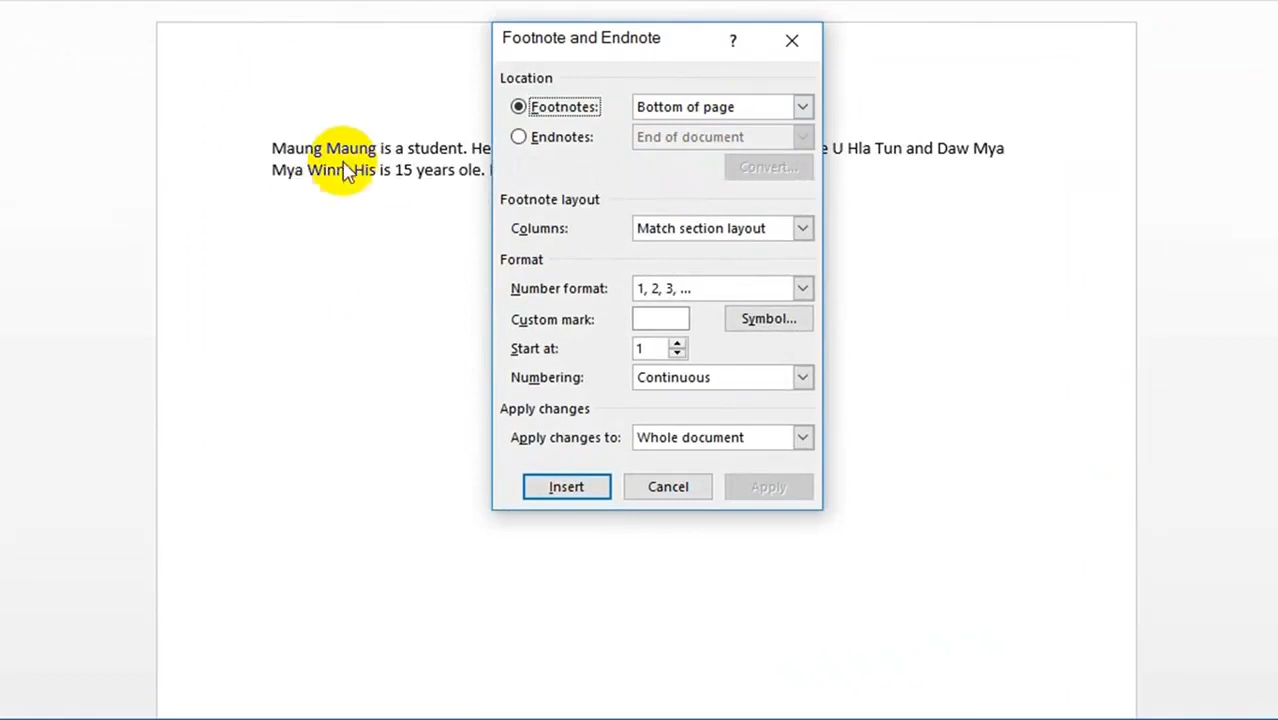 Footnote and Endnote ?
Location
Footnotes: Bottom of page
Endnotes: End of document
Maung Maung is a student. He
U Hla Tun and Daw Mya
Mya Winn His is 15 years ole.
Convert...
Footnote layout
Columns: Match section layout
Format
Number format: 1, 2, 3, ...
Custom mark: Symbol...
Start at: 1
Numbering: Continuous
Apply changes
Apply changes to: Whole document
Insert Cancel Apply